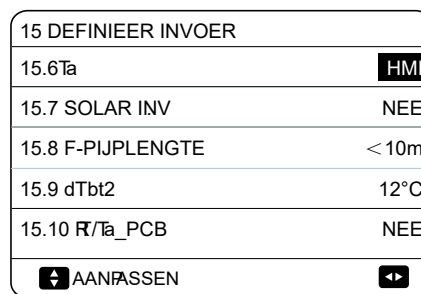 15 DEFINIEER INVOER
15.6Ta HMI
15.7 SOLAR INV NEE
15.8 F-PIJPLENGTE <10m
15.9 dTbt2 12°C
15.10 RT/Ta_PCB NEE
AANPASSEN